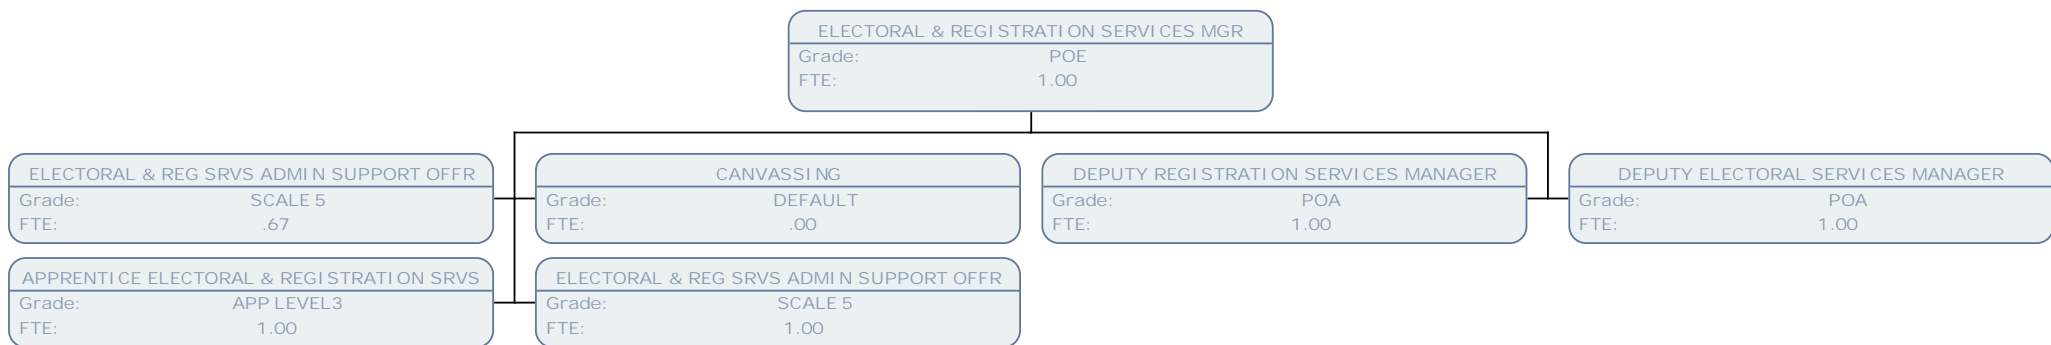 ELECTORAL & REGISTRATION SERVICES MGR
Grade: POE
FTE: 1.00
ELECTORAL & REG SRVS ADMIN SUPPORT OFFR
Grade: SCALE 5
FTE: .67
CANVASSING
Grade: DEFAULT
FTE: .00
DEPUTY REGISTRATION SERVICES MANAGER
Grade: POA
FTE: 1.00
DEPUTY ELECTORAL SERVICES MANAGER
Grade: POA
FTE: 1.00
APPRENTICE ELECTORAL & REGISTRATION SRVS
Grade: APP LEVEL3
FTE: 1.00
ELECTORAL & REG SRVS ADMIN SUPPORT OFFR
Grade: SCALE 5
FTE: 1.00